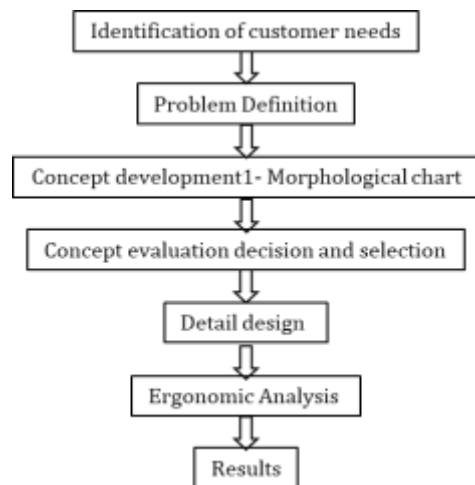 Identification of customer needs
Problem Definition
Concept development1- Morphological chart
Concept evaluation decision and selection
Detail design
Ergonomic Analysis
Results